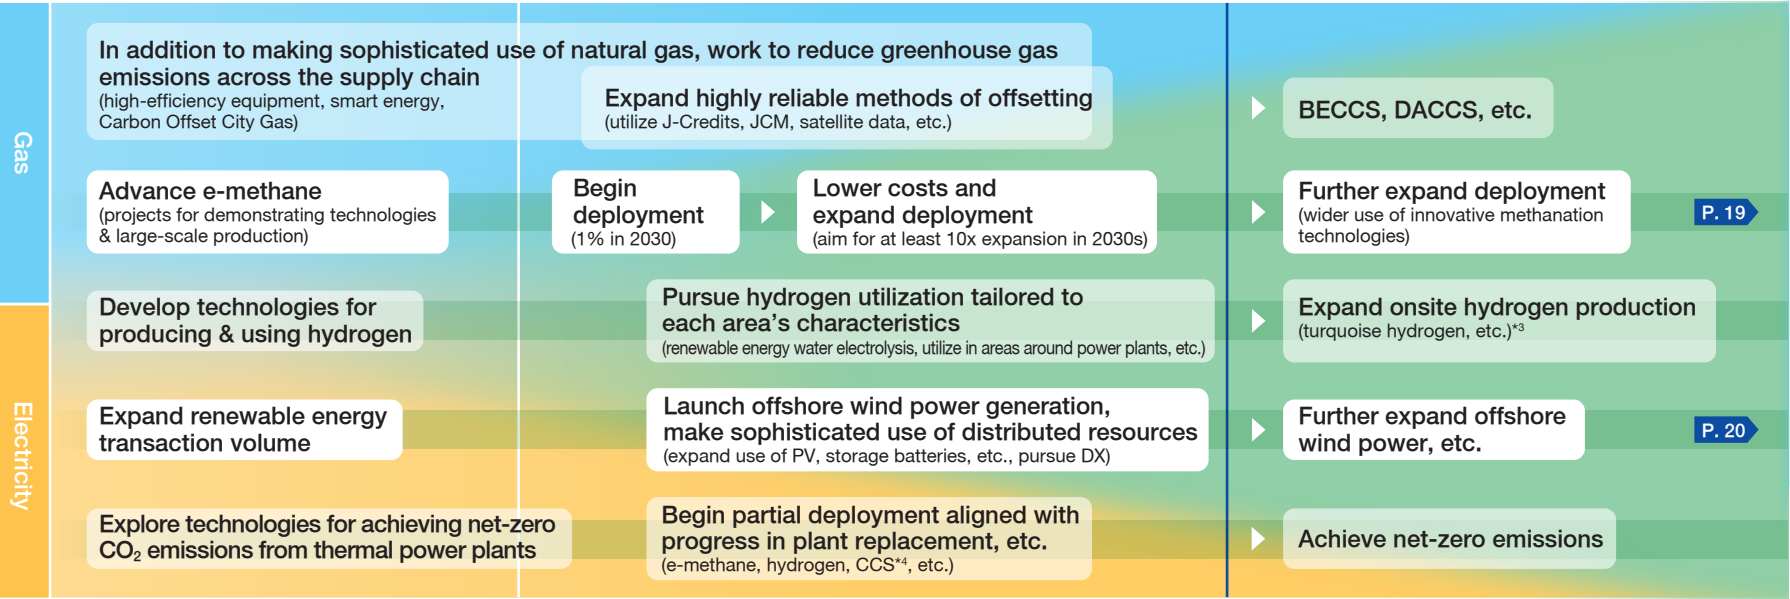 Gas
In addition to making sophisticated use of natural gas, work to reduce greenhouse gas
emissions across the supply chain
(high-efficiency equipment, smart energy,
Carbon Offset City Gas)
Expand highly reliable methods of offsetting
(utilize J-Credits, JCM, satellite data, etc.)
BECCS, DACCS, etc.
Advance e-methane
(projects for demonstrating technologies
& large-scale production)
Begin
deployment
(1% in 2030)
Lower costs and
expand deployment
(aim for at least 10x expansion in 2030s)
Further expand deployment
(wider use of innovative methanation
technologies)
P. 19
Develop technologies for
producing & using hydrogen
Pursue hydrogen utilization tailored to
each area’s characteristics
(renewable energy water electrolysis, utilize in areas around power plants, etc.)
Expand onsite hydrogen production
(turquoise hydrogen, etc.)*3
Electricity
Expand renewable energy
transaction volume
Launch offshore wind power generation,
make sophisticated use of distributed resources
(expand use of PV, storage batteries, etc., pursue DX)
Further expand offshore
wind power, etc.
P. 20
Explore technologies for achieving net-zero
CO2 emissions from thermal power plants
Begin partial deployment aligned with
progress in plant replacement, etc.
(e-methane, hydrogen, CCS*4, etc.)
Achieve net-zero emissions